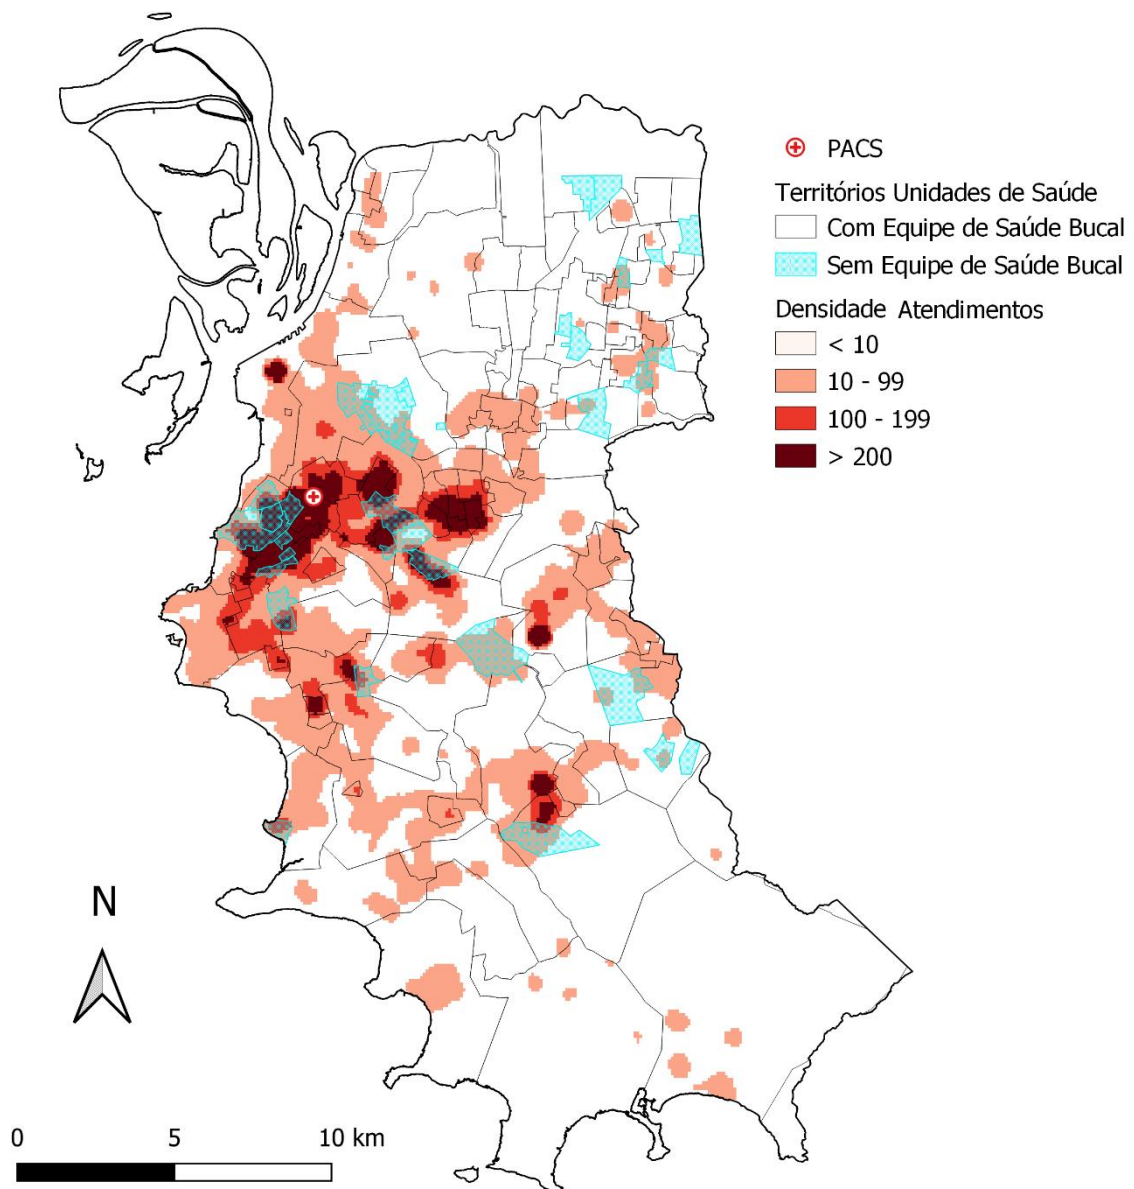 PACS
Territórios Unidades de Saúde
Com Equipe de Saúde Bucal
Sem Equipe de Saúde Bucal
Densidade Atendimentos
< 10
10 - 99
100 - 199
> 200
N
0 5 10 km